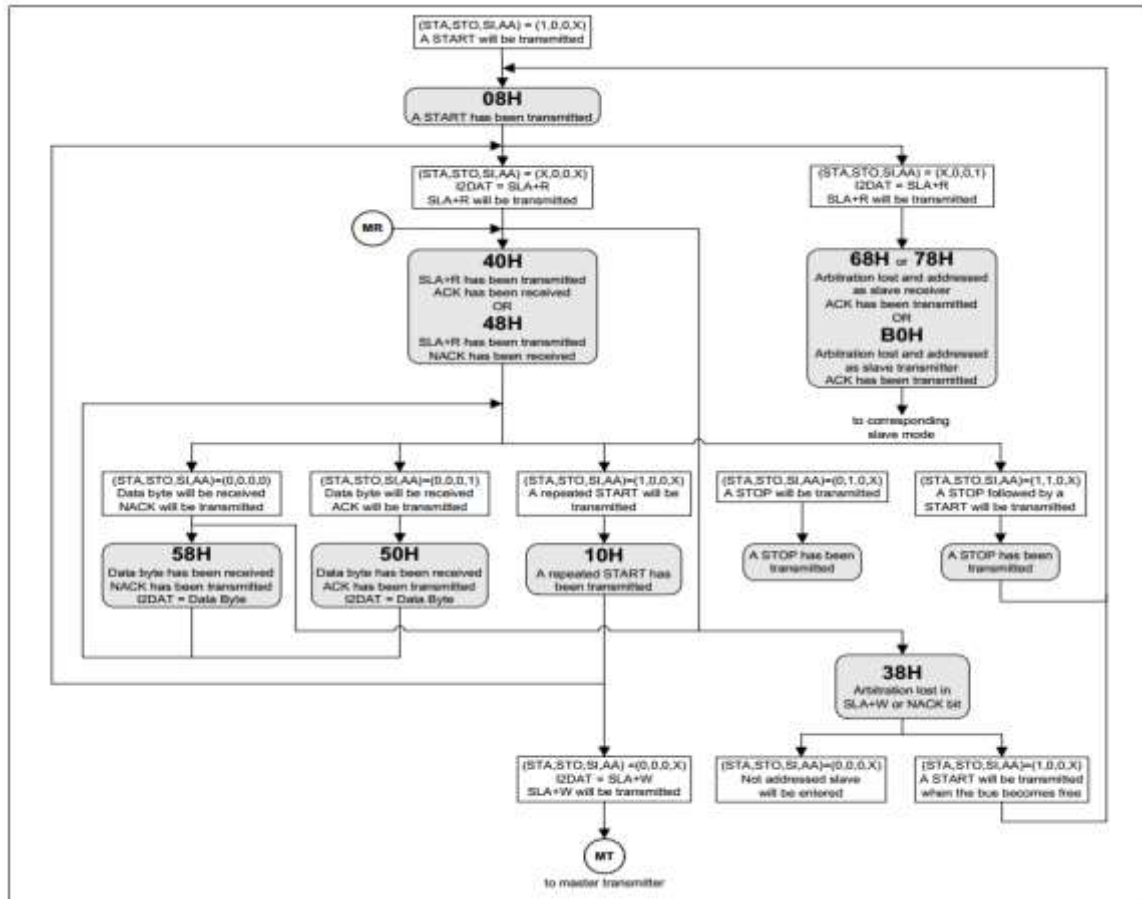 (STA,STO,SI,AA) = (1,0,0,X)
A START will be transmitted
08H
A START has been transmitted
(STA,STO,SI,AA) = (X,0,0,X)
I2DAT = SLA+R
SLA+R will be transmitted
(STA,STO,SI,AA) = (X,0,0,1)
I2DAT = SLA+R
SLA+R will be transmitted
MR
40H
SLA+R has been transmitted
ACK has been received
OR
48H
SLA+R has been transmitted
NACK has been received
68H or 78H
Arbitration lost and addressed
as slave receiver
ACK has been transmitted
OR
B0H
Arbitration lost and addressed
as slave transmitter
ACK has been transmitted
to corresponding
slave mode
(STA,STO,SI,AA)=(0,0,0,0)
Data byte will be received
NACK will be transmitted
(STA,STO,SI,AA)=(0,0,0,1)
Data byte will be received
ACK will be transmitted
(STA,STO,SI,AA)=(1,0,0,X)
A repeated START will be
transmitted
(STA,STO,SI,AA)=(0,1,0,X)
A STOP will be transmitted
(STA,STO,SI,AA)=(1,1,0,X)
A STOP followed by a
START will be transmitted
58H
Data byte has been received
NACK has been transmitted
I2DAT = Data Byte
50H
Data byte has been received
ACK has been transmitted
I2DAT = Data Byte
10H
A repeated START has
been transmitted
A STOP has been
transmitted
A STOP has been
transmitted
38H
Arbitration lost in
SLA+W or NACK bit
(STA,STO,SI,AA) =(0,0,0,X)
I2DAT = SLA+W
SLA+W will be transmitted
(STA,STO,SI,AA)=(0,0,0,X)
Not addressed slave
will be entered
(STA,STO,SI,AA)=(1,0,0,X)
A START will be transmitted
when the bus becomes free
MT
to master transmitter